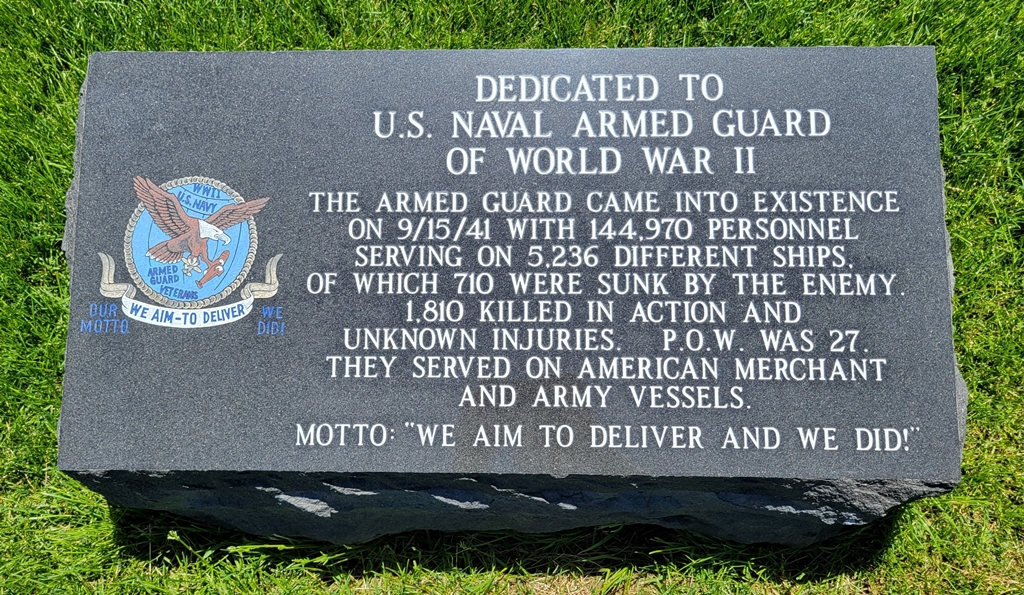 DEDICATED TO
U.S. NAVAL ARMED GUARD
OF WORLD WAR II
THE ARMED GUARD CAME INTO EXISTENCE
ON 9/15/41 WITH 144,970 PERSONNEL
SERVING ON 5,236 DIFFERENT SHIPS,
OF WHICH 710 WERE SUNK BY THE ENEMY.
1,810 KILLED IN ACTION AND
UNKNOWN INJURIES. P.O.W. WAS 27.
THEY SERVED ON AMERICAN MERCHANT
AND ARMY VESSELS.
MOTTO: "WE AIM TO DELIVER AND WE DID!"
WWII
U.S. NAVY
ARMED
GUARD
VETERANS
OUR
MOTTO
WE AIM-TO DELIVER
WE
DID!